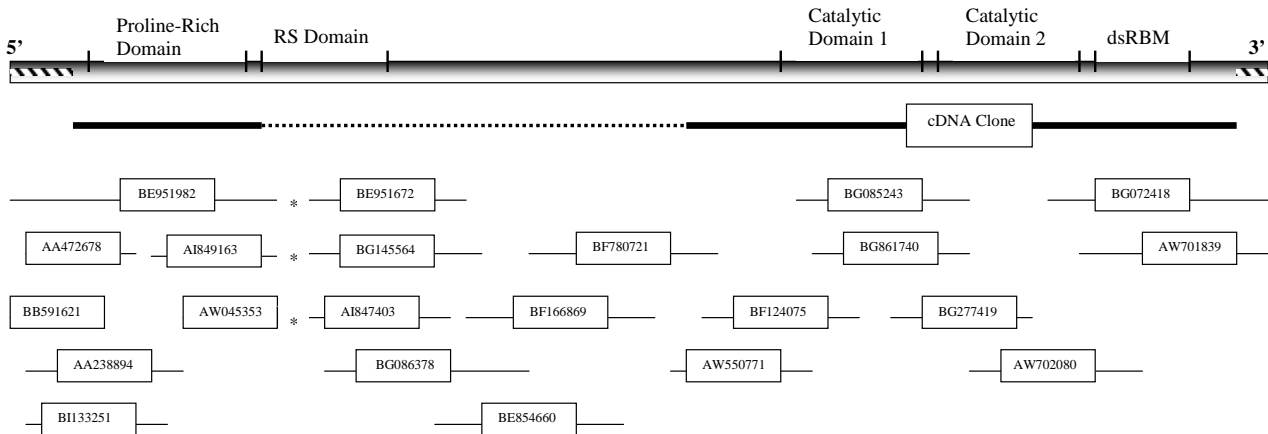 5’
Proline-Rich
Domain
RS Domain
Catalytic
Domain 1
Catalytic
Domain 2
dsRBM
3’
cDNA Clone
BE951982
*
BE951672
BG085243
BG072418
AA472678
AI849163
*
BG145564
BF780721
BG861740
AW701839
BB591621
AW045353
*
AI847403
BF166869
BF124075
BG277419
AA238894
BG086378
AW550771
AW702080
BI133251
BE854660